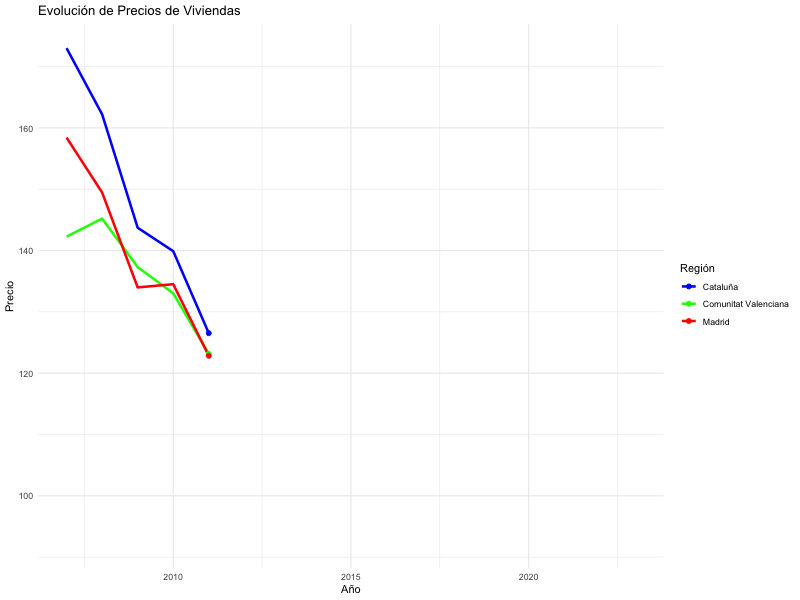 Evolución de Precios de Viviendas
160
140
120
100
Precio
2010
2015
2020
Año
Región
Cataluña
Comunitat Valenciana
Madrid